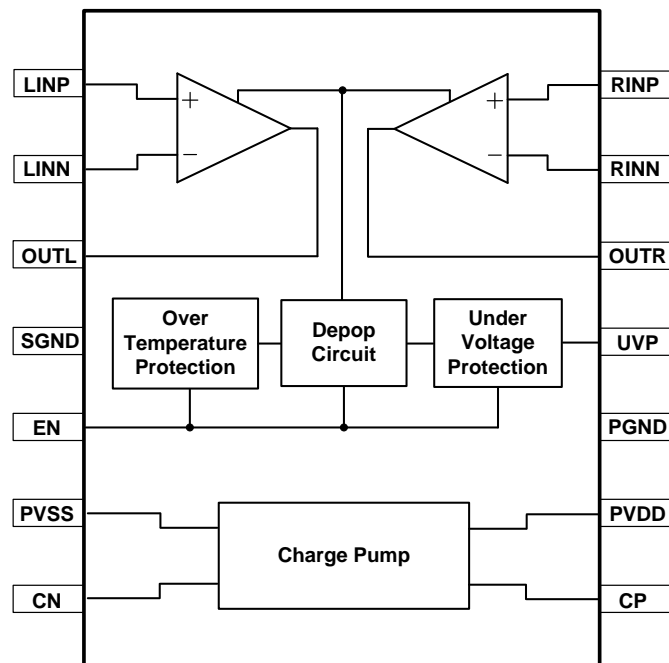 LINP
RINP
+
+
LINN
−
−
RINN
OUTL
OUTR
SGND
Over
Temperature
Protection
Depop
Circuit
Under
Voltage
Protection
UVP
EN
PGND
PVSS
PVDD
Charge Pump
CN
CP